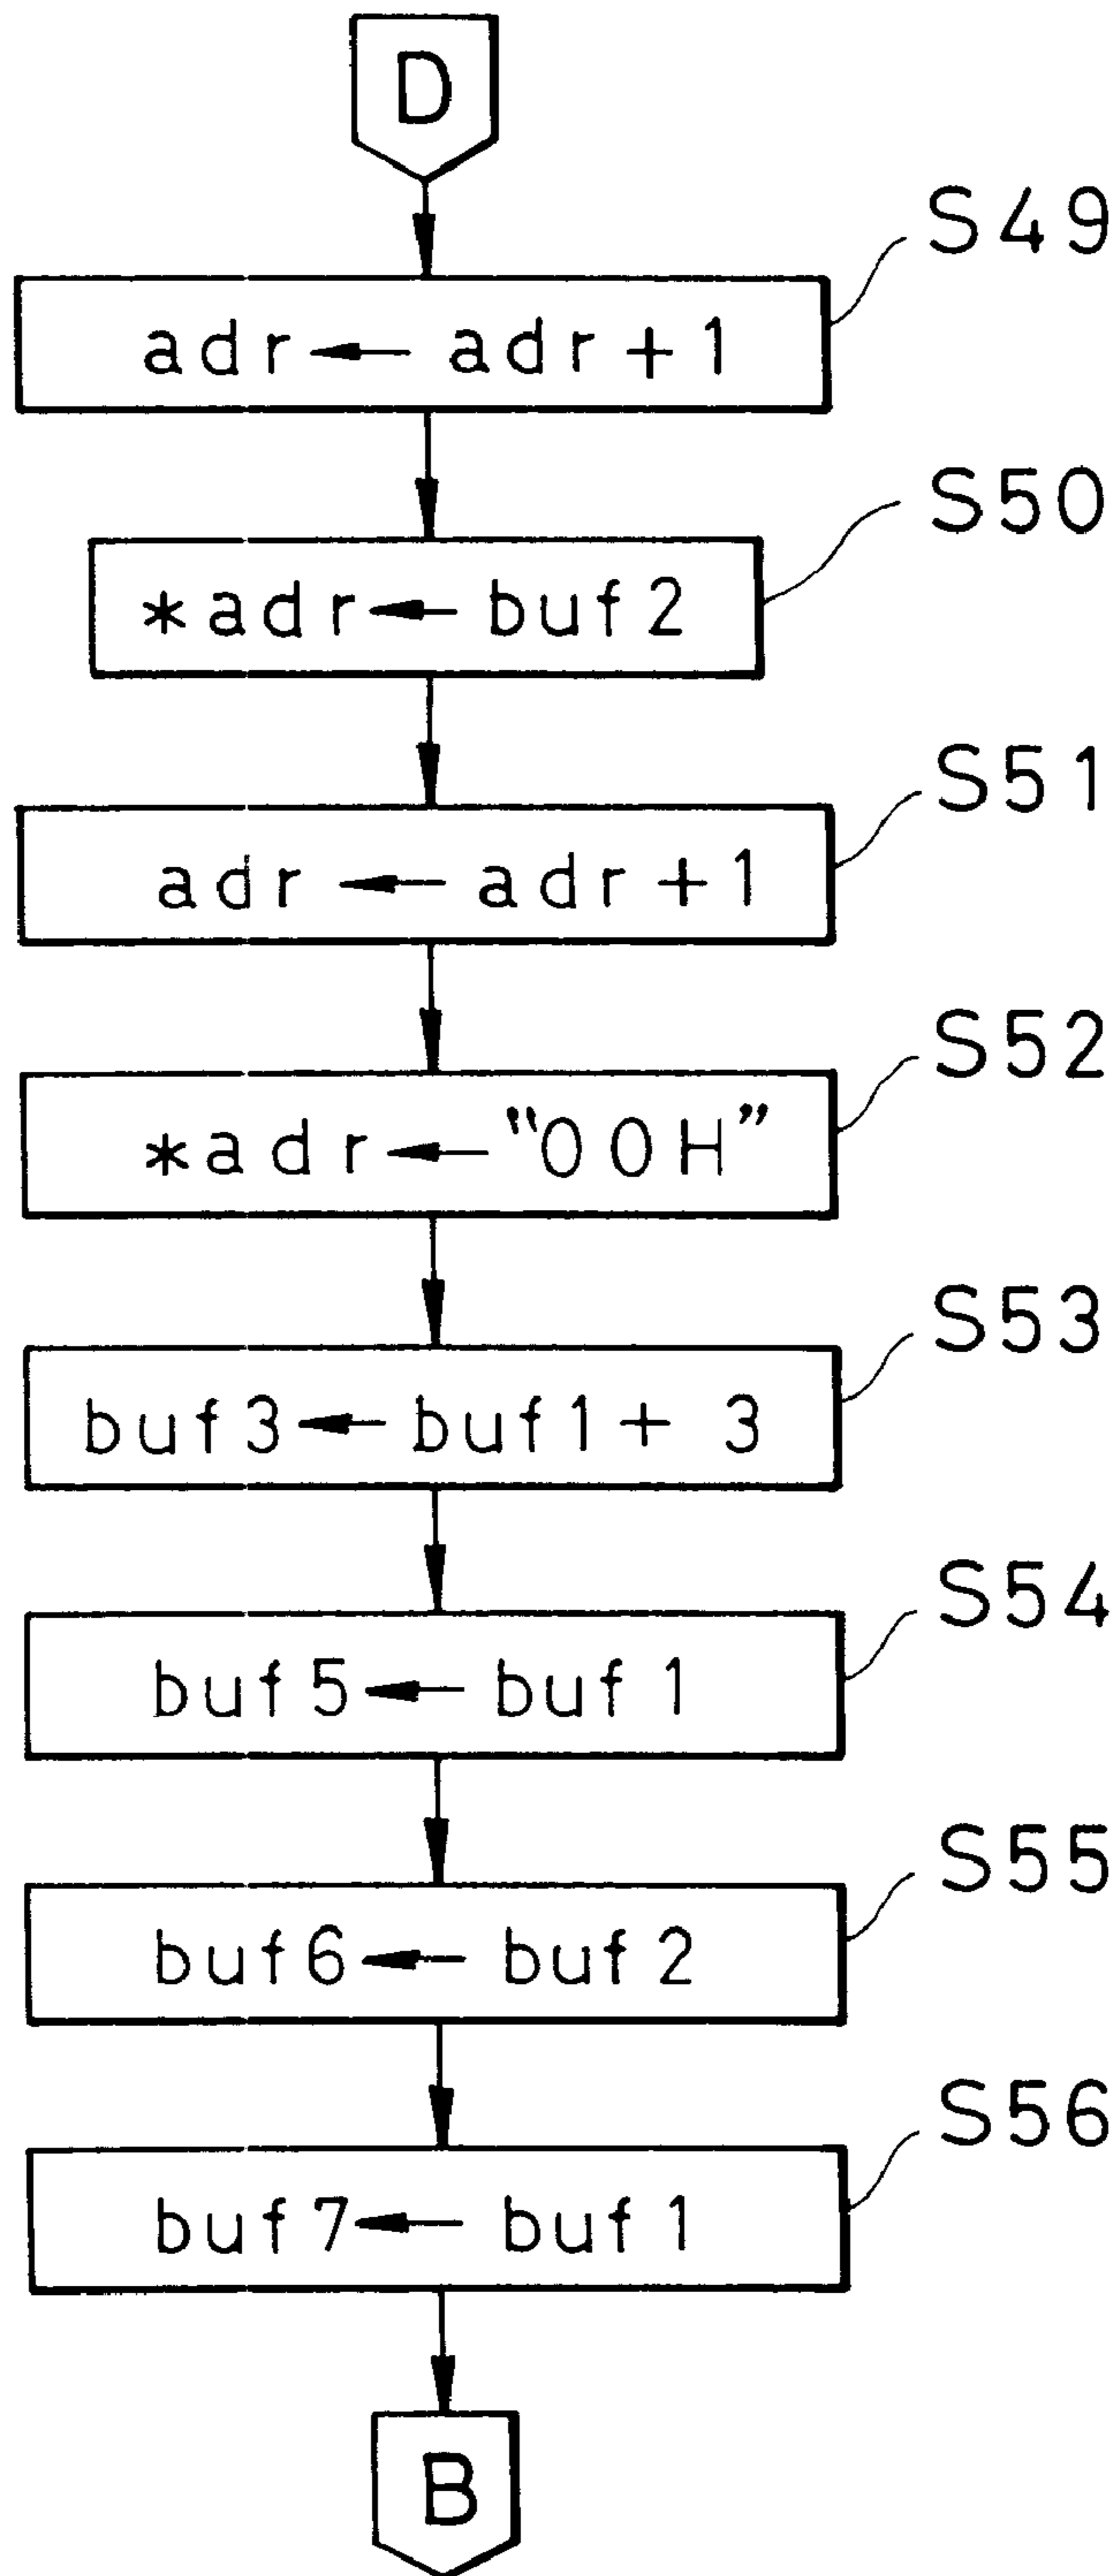 D
S49
adr ← adr + 1
S50
*adr ← buf2
S51
adr ← adr + 1
S52
*adr ← “00H”
S53
buf3 ← buf1 + 3
S54
buf5 ← buf1
S55
buf6 ← buf2
S56
buf7 ← buf1
B